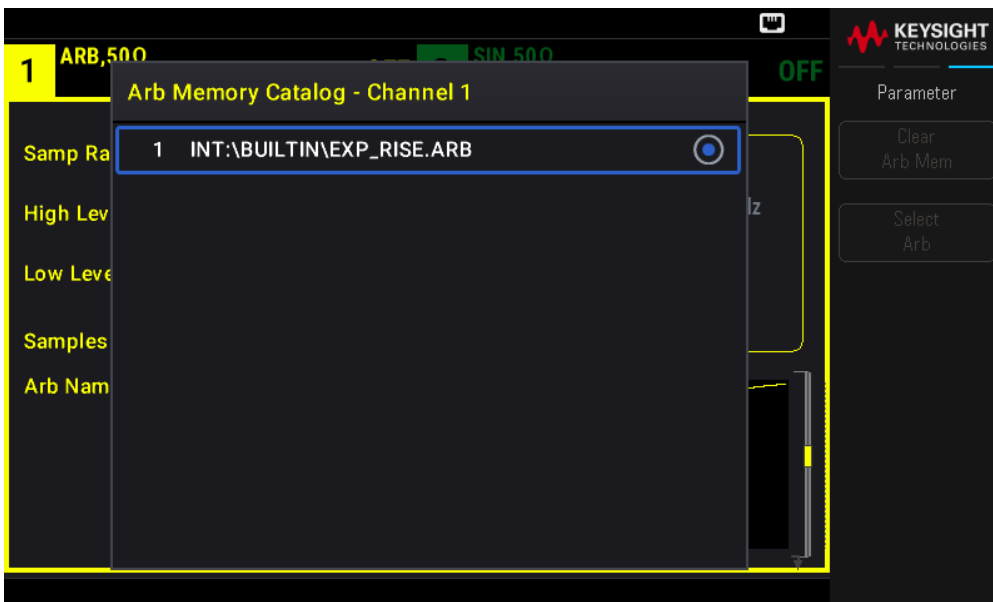 KEYSIGHT
TECHNOLOGIES
1 ARB,50Ω
SIN,50Ω
OFF
Parameter
Arb Memory Catalog - Channel 1
1 INT:\BUILTIN\EXP_RISE.ARB
Clear
Arb Mem
Select
Arb
Samp Ra
High Lev
Hz
Low Leve
Samples
Arb Nam